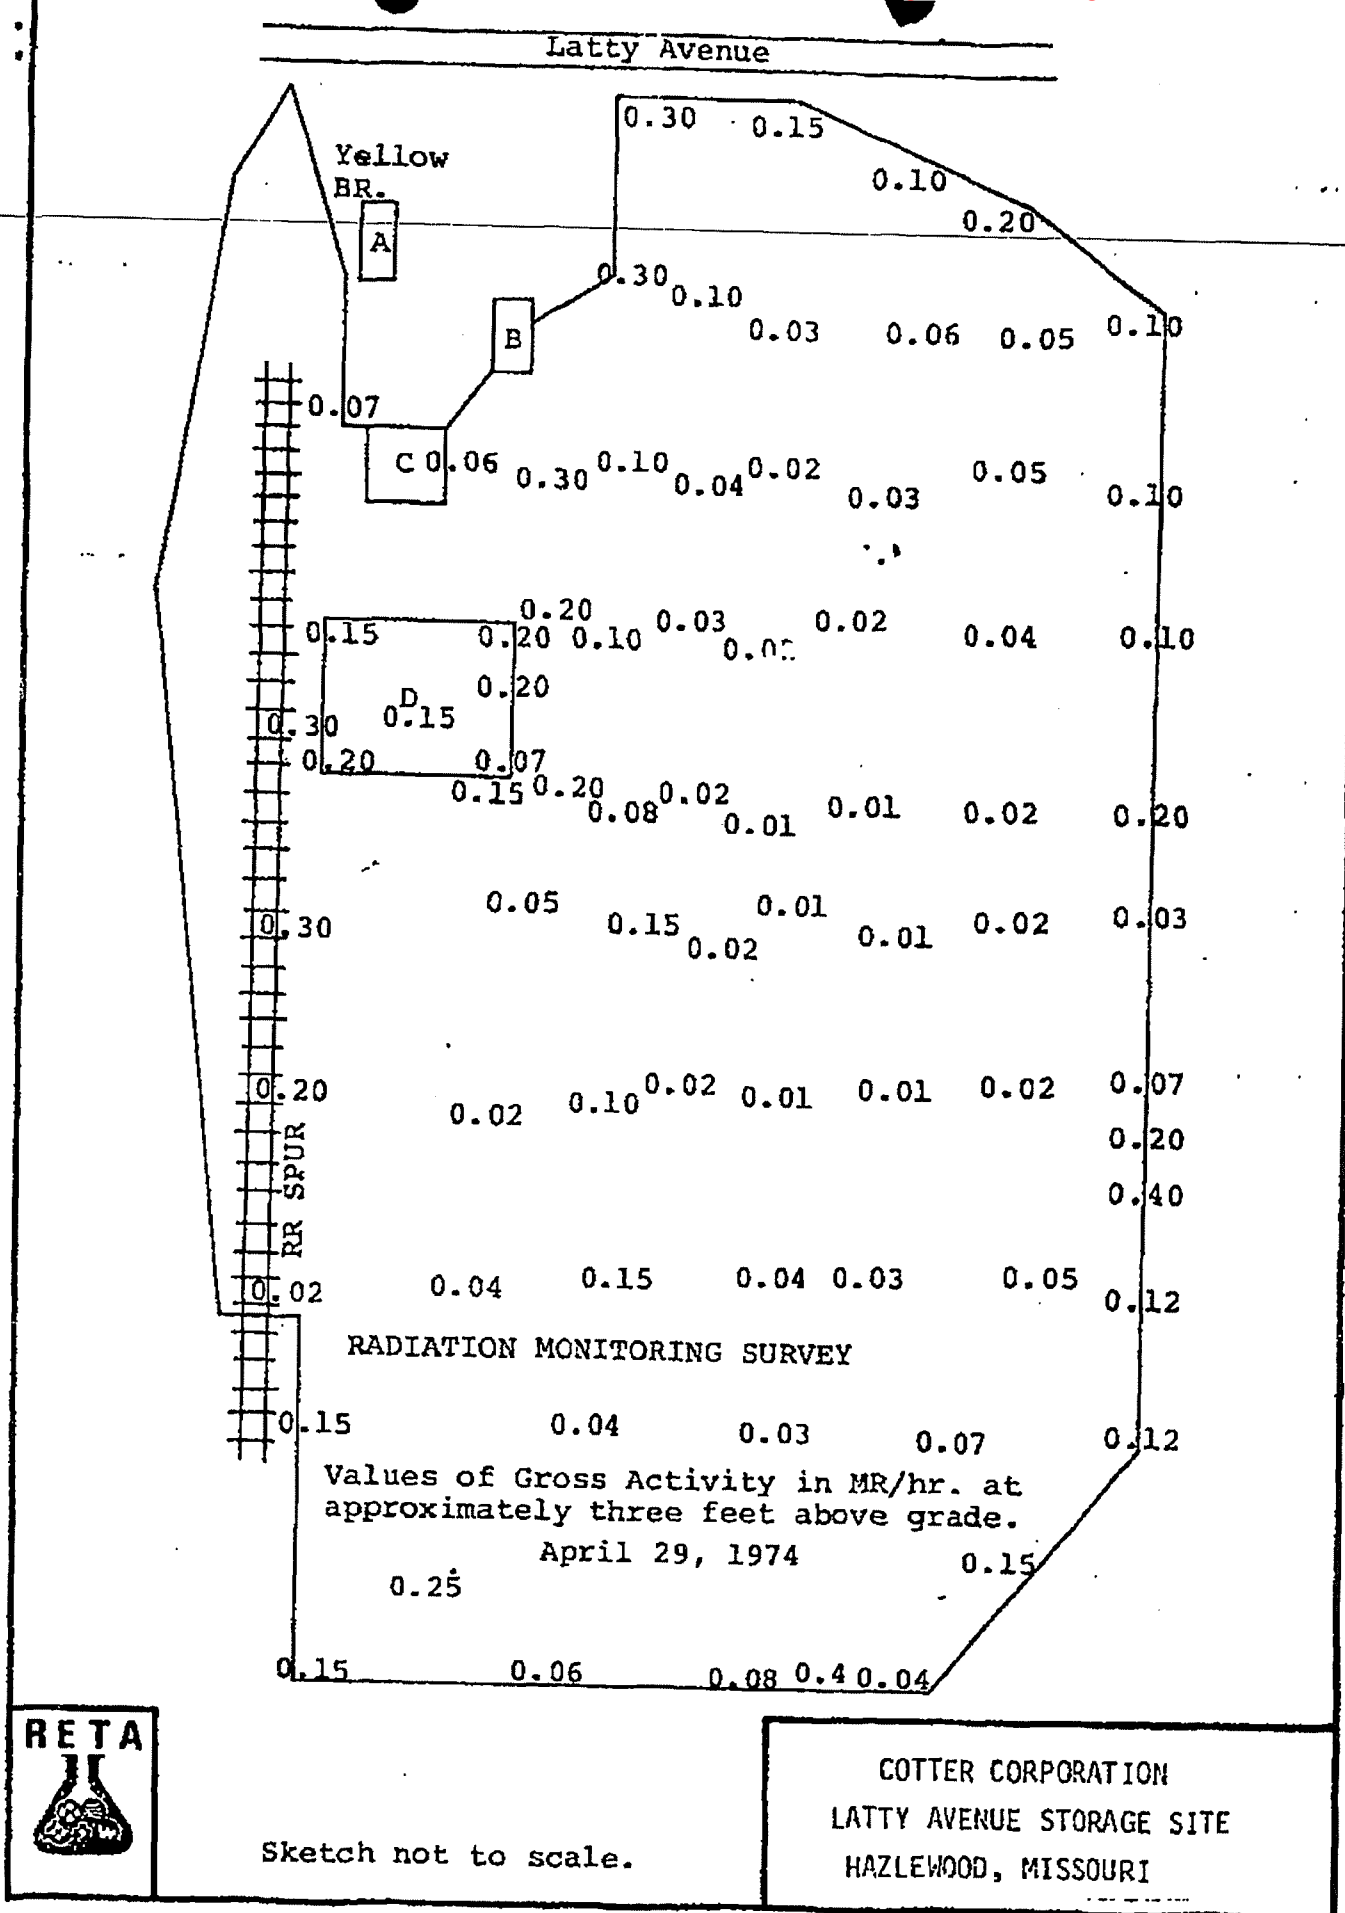 Latty Avenue
0.30 0.15
Yellow
BR.
0.10
0.20
A
0.30 0.10
B 0.03 0.06 0.05 0.10
0.07
C 0.06 0.30 0.10 0.04 0.02 0.03 0.05 0.10
0.20
0.15 0.20 0.10 0.03 0.02 0.04 0.10
0.20
D
0.15
0.30
0.20 0.07
0.15 0.20 0.08 0.02 0.01 0.01 0.02 0.20
0.05 0.15 0.02 0.01 0.01 0.02 0.03
0.30
0.20 0.02 0.10 0.02 0.01 0.01 0.02 0.07
0.20
0.40
RR SPUR
0.02 0.04 0.15 0.04 0.03 0.05 0.12
RADIATION MONITORING SURVEY
0.15 0.04 0.03 0.07 0.12
Values of Gross Activity in MR/hr. at
approximately three feet above grade.
April 29, 1974
0.15
0.25
0.15 0.06 0.08 0.4 0.04
RETA
Sketch not to scale.
COTTER CORPORATION
LATTY AVENUE STORAGE SITE
HAZLEWOOD, MISSOURI